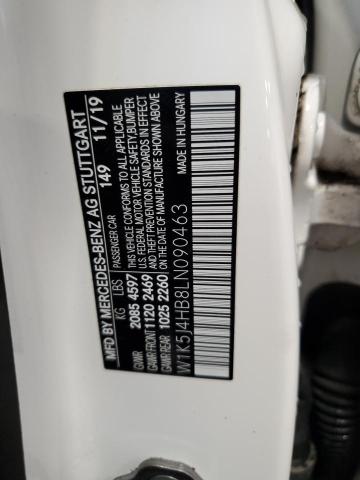 MFD BY MERCEDES-BENZ AG STUTTGART
PASSENGER CAR 149 11/19
KG LBS
GVWR 2085 4597
GAWR FRONT 1120 2469
GAWR REAR 1025 2260
THIS VEHICLE CONFORMS TO ALL APPLICABLE
U.S. FEDERAL MOTOR VEHICLE SAFETY, BUMPER
AND THEFT PREVENTION STANDARDS IN EFFECT
ON THE DATE OF MANUFACTURE SHOWN ABOVE
MADE IN HUNGARY
W1K5J4HB8LN090463